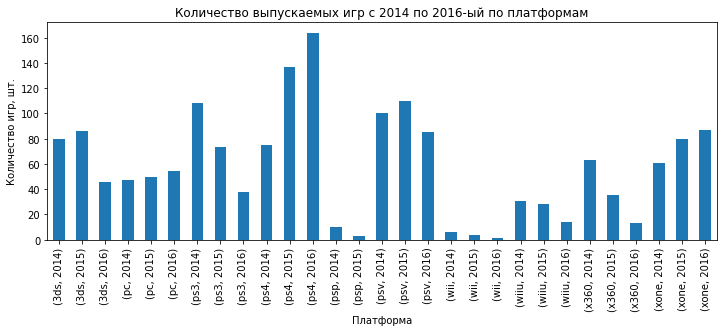 Количество выпускаемых игр с 2014 по 2016-ый по платформам
Количество игр, шт.
160
140
120
100
80
60
40
20
0
(3ds, 2014)
(3ds, 2015)
(3ds, 2016)
(pc, 2014)
(pc, 2015)
(pc, 2016)
(ps3, 2014)
(ps3, 2015)
(ps3, 2016)
(ps4, 2014)
(ps4, 2015)
(ps4, 2016)
(psp, 2014)
(psp, 2015)
(psv, 2014)
(psv, 2015)
(psv, 2016)
(wii, 2014)
(wii, 2015)
(wii, 2016)
(wiiu, 2014)
(wiiu, 2015)
(wiiu, 2016)
(x360, 2014)
(x360, 2015)
(x360, 2016)
(xone, 2014)
(xone, 2015)
(xone, 2016)
Платформа